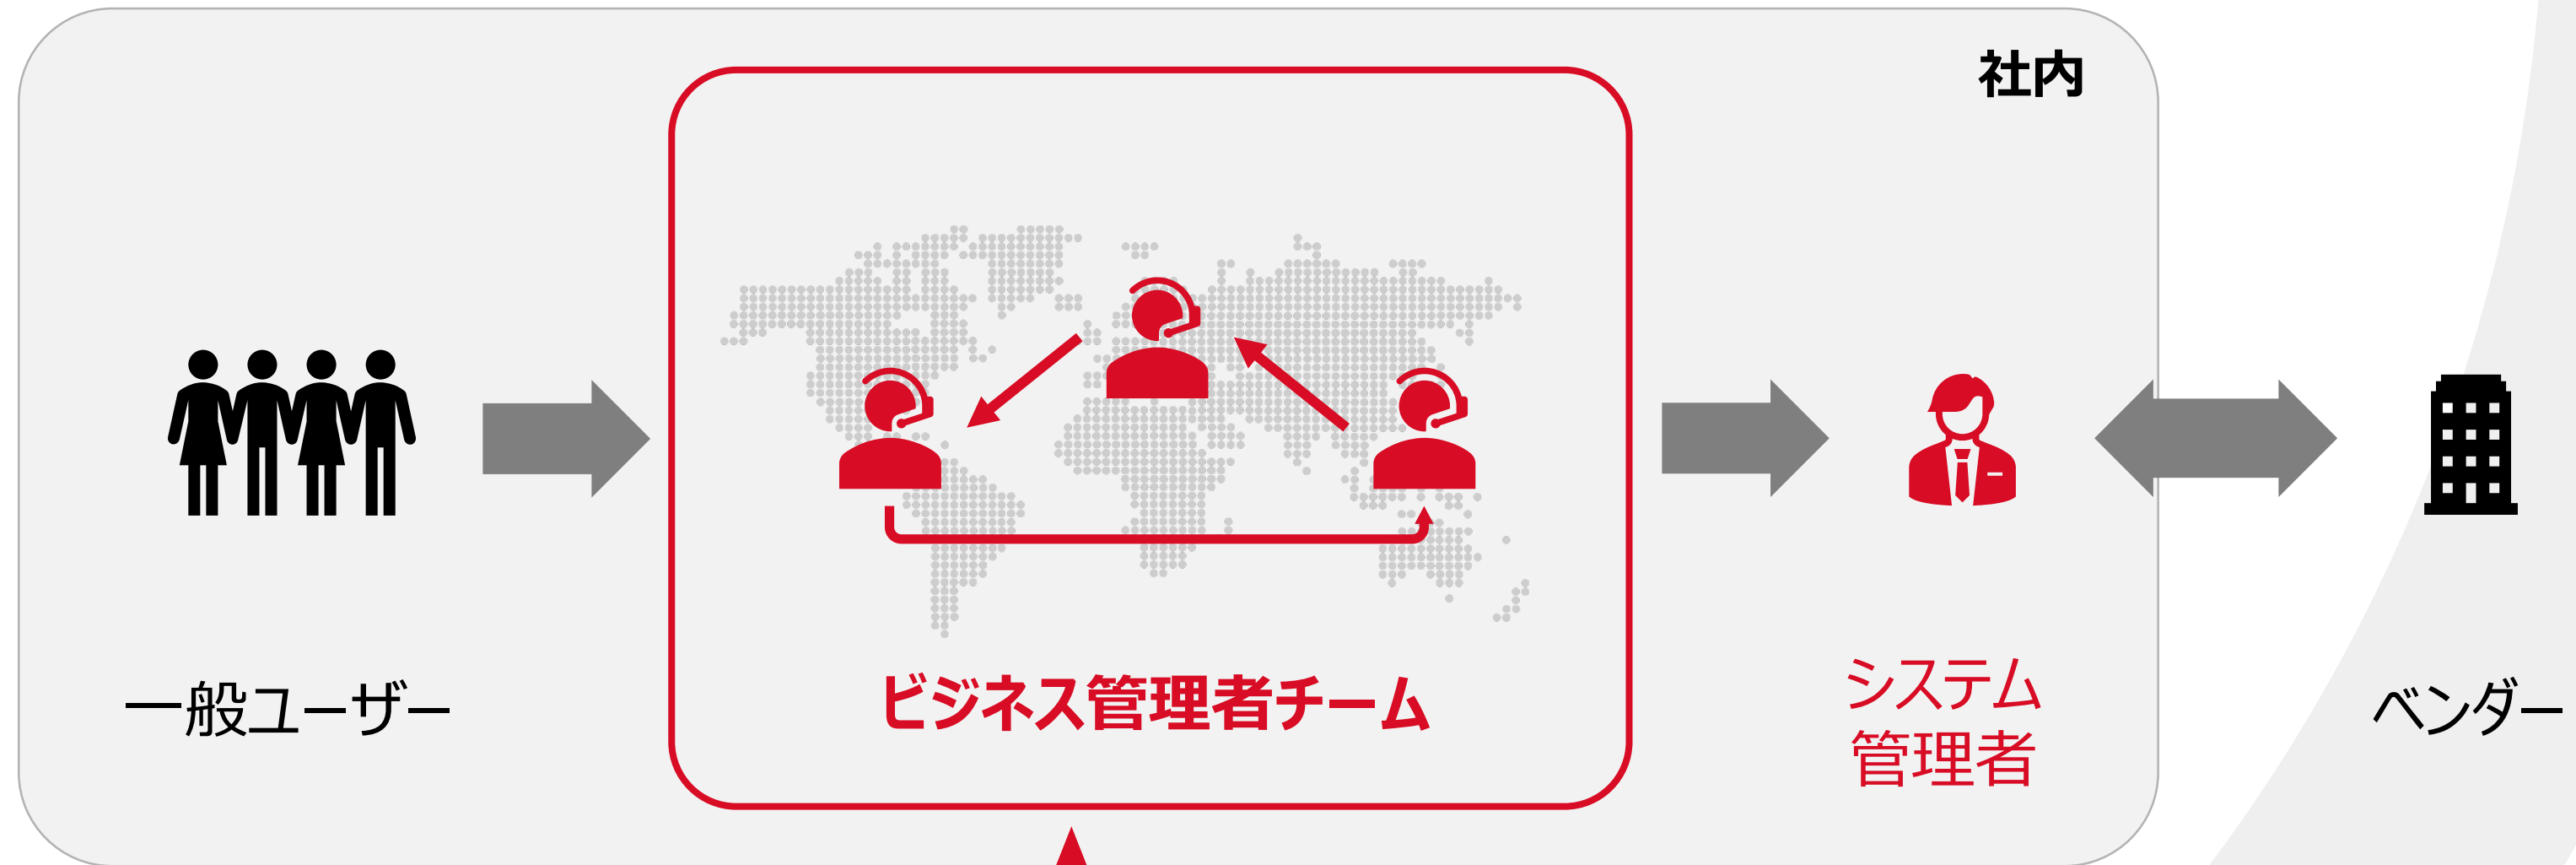 社内
一般ユーザー
ビジネス管理者チーム
システム
管理者
ベンダー